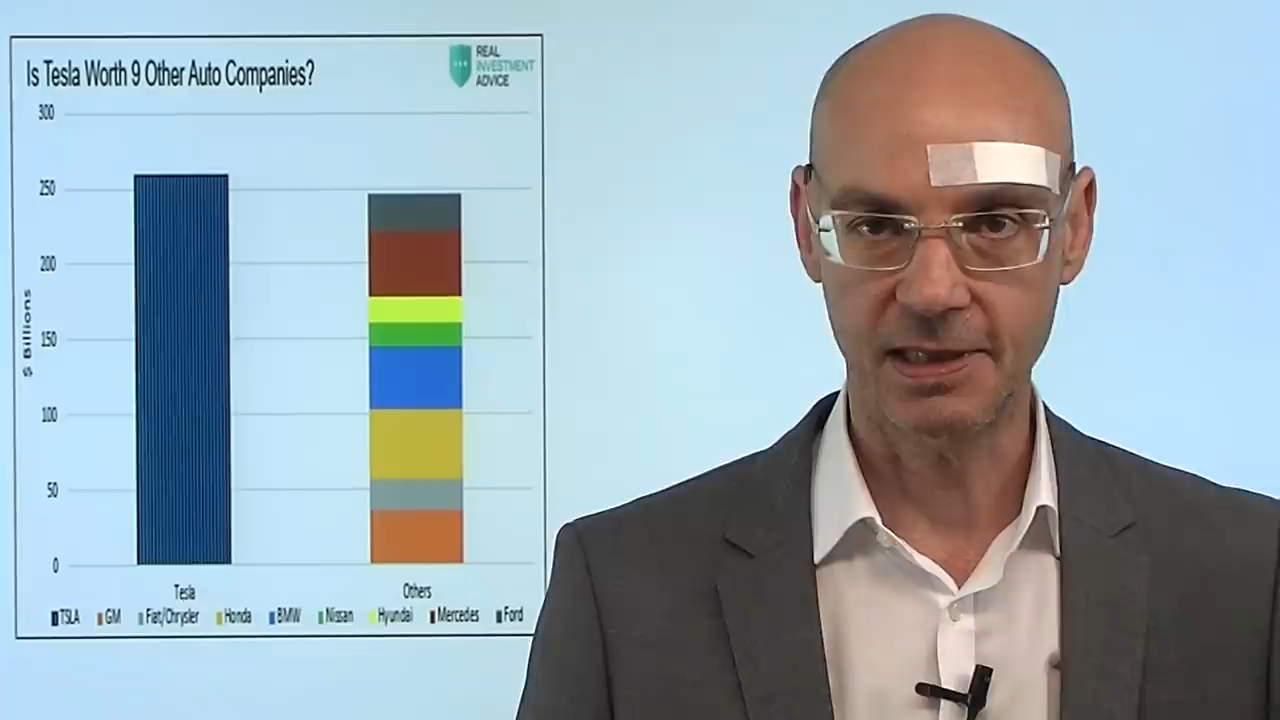 Is Tesla Worth 9 Other Auto Companies?
REAL
INVESTMENT
ADVICE
300
250
200
150
100
50
0
$ Billions
Tesla
Others
TSLA GM Fiat/Chrysler Honda BMW Nissan Hyundai Mercedes Ford